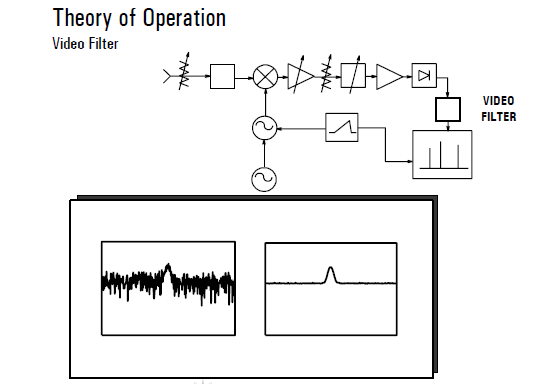 Theory of Operation
Video Filter
VIDEO
FILTER